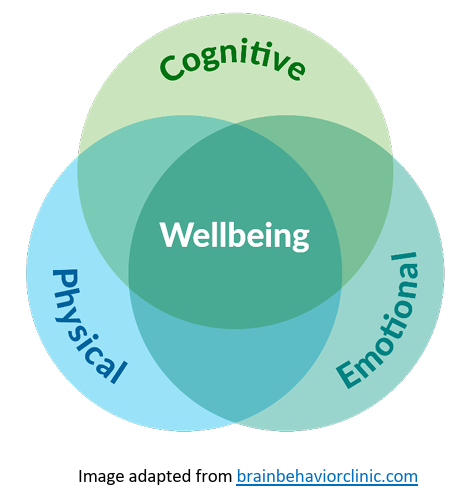 Cognitive
Wellbeing
Physical
Emotional
Image adapted from brainbehaviorclinic.com